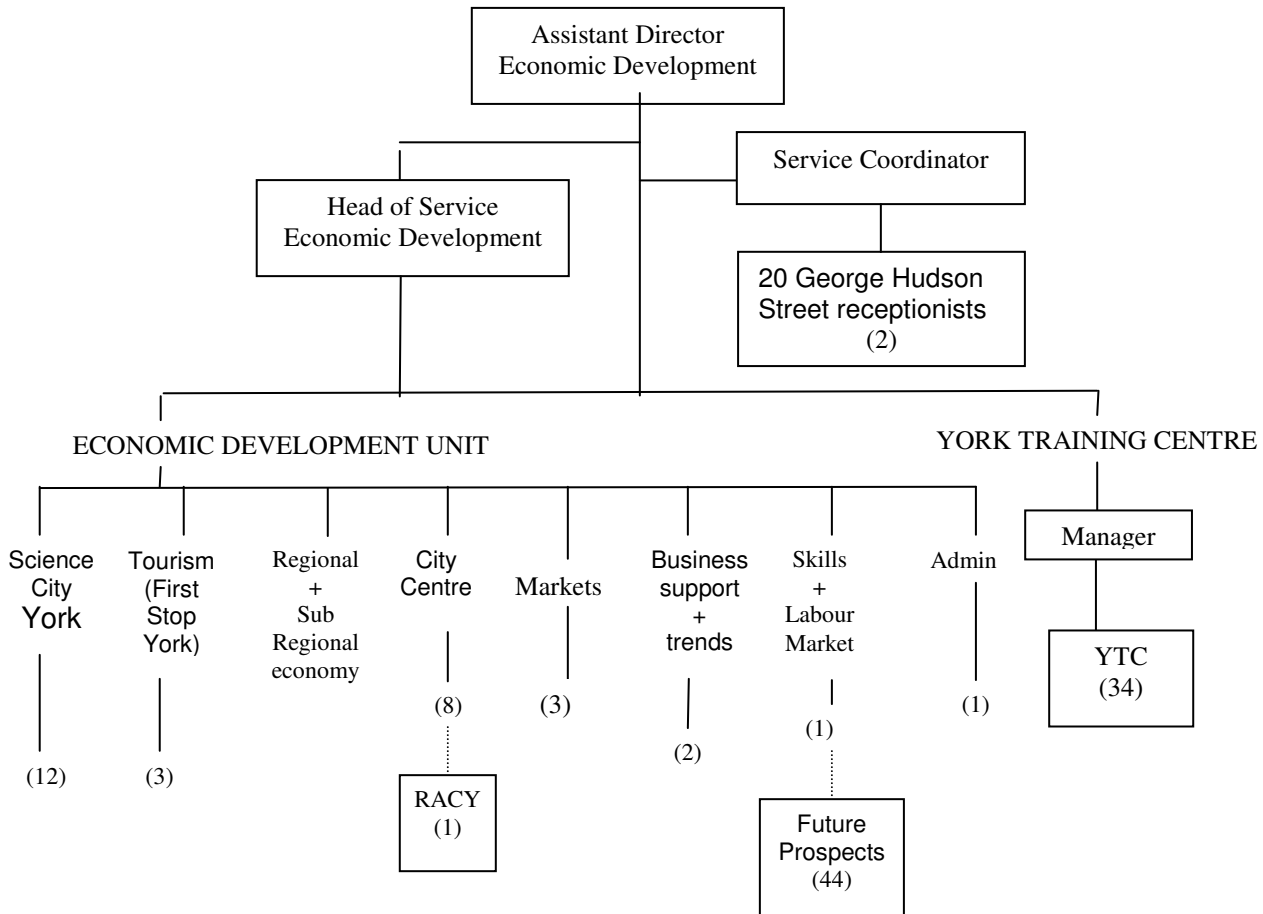 Assistant Director
Economic Development
Service Coordinator
Head of Service
Economic Development
20 George Hudson
Street receptionists
(2)
ECONOMIC DEVELOPMENT UNIT
YORK TRAINING CENTRE
Manager
YTC
(34)
Science
City
York
(12)
Tourism
(First
Stop
York)
(3)
Regional
+
Sub
Regional
economy
City
Centre
(8)
RACY
(1)
Markets
(3)
Business
support
+
trends
(2)
Skills
+
Labour
Market
(1)
Future
Prospects
(44)
Admin
(1)